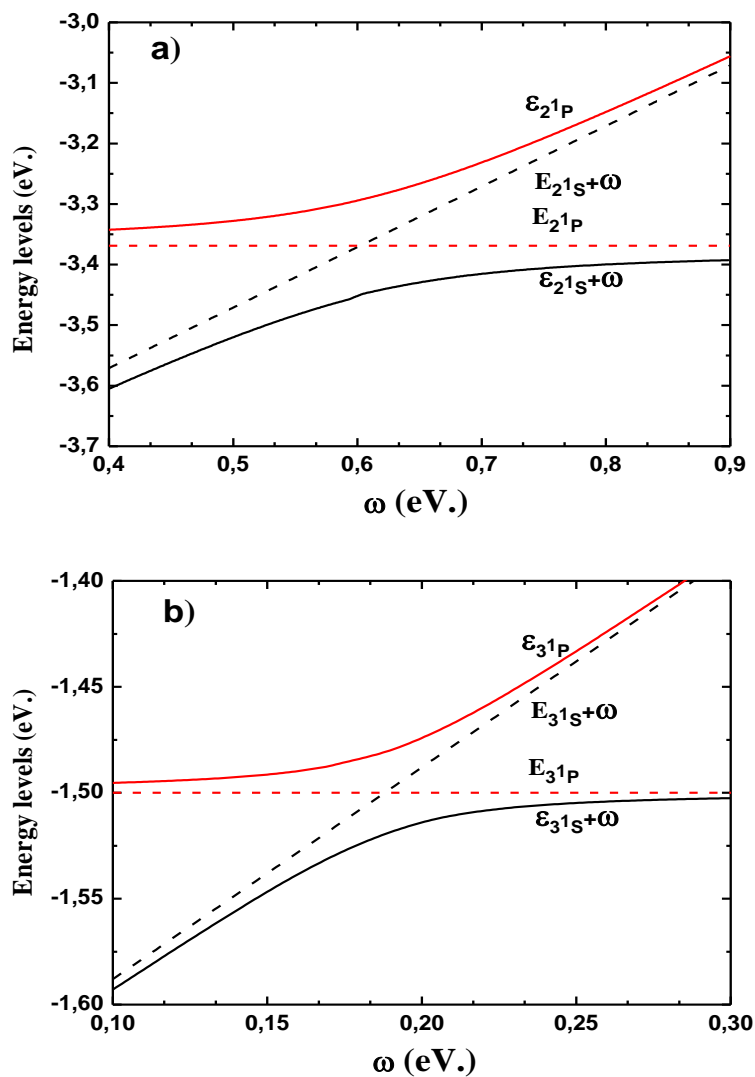 a)
Energy levels (eV.)
-3,0
-3,1
-3,2
-3,3
-3,4
-3,5
-3,6
-3,7
ε2¹P
E2¹S+ω
E2¹P
ε2¹S+ω
0,4 0,5 0,6 0,7 0,8 0,9
ω (eV.)
b)
Energy levels (eV.)
-1,40
-1,45
-1,50
-1,55
-1,60
ε3¹P
E3¹S+ω
E3¹P
ε3¹S+ω
0,10 0,15 0,20 0,25 0,30
ω (eV.)